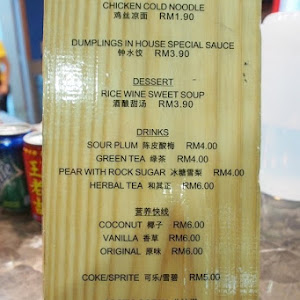 CHICKEN COLD NOODLE
鸡丝凉面 RM1.90
DUMPLINGS IN HOUSE SPECIAL SAUCE
钟水饺 RM3.90
DESSERT
RICE WINE SWEET SOUP
酒酿甜汤 RM3.90
DRINKS
SOUR PLUM 陈皮酸梅 RM4.00
GREEN TEA 绿茶 RM4.00
PEAR WITH ROCK SUGAR 冰糖雪梨 RM4.00
HERBAL TEA 和其正 RM6.00
营养快线
COCONUT 椰子 RM6.00
VANILLA 香草 RM6.00
ORIGINAL 原味 RM6.00
COKE/SPRITE 可乐/雪碧 RM5.00
王老吉